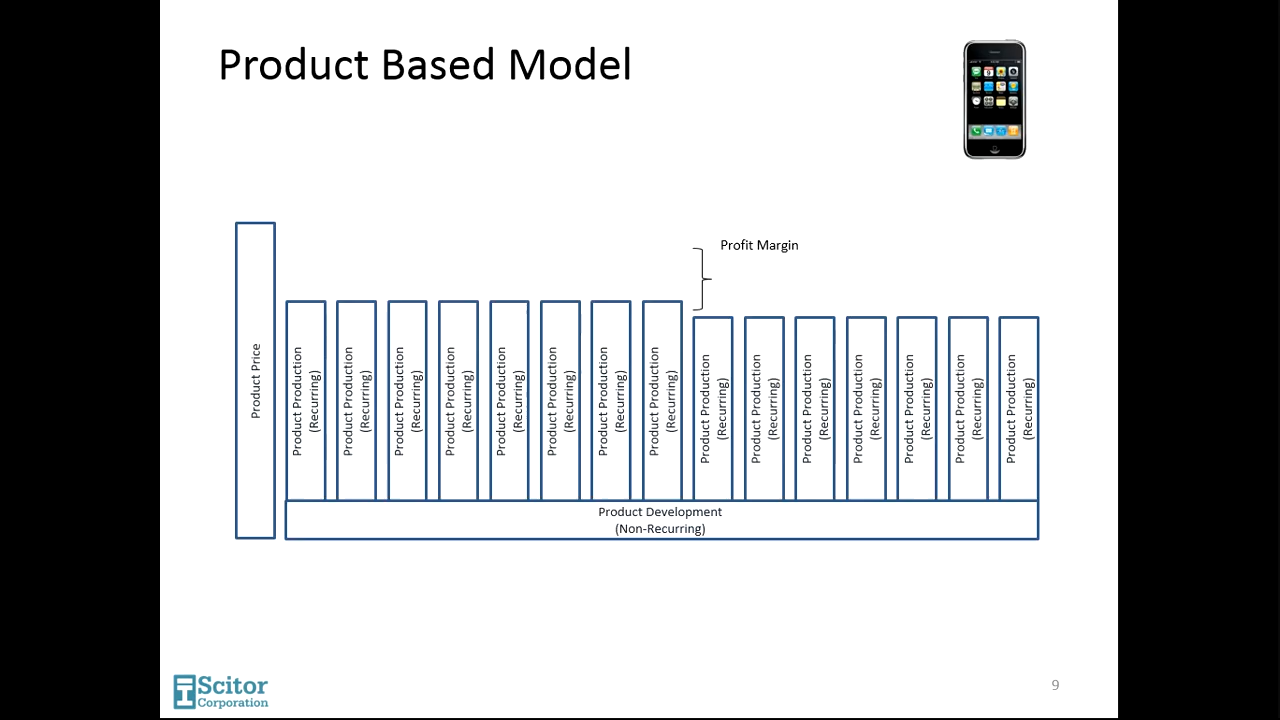 Product Based Model
Profit Margin
Product Price
Product Production
(Recurring)
Product Production
(Recurring)
Product Production
(Recurring)
Product Production
(Recurring)
Product Production
(Recurring)
Product Production
(Recurring)
Product Production
(Recurring)
Product Production
(Recurring)
Product Production
(Recurring)
Product Production
(Recurring)
Product Production
(Recurring)
Product Production
(Recurring)
Product Production
(Recurring)
Product Production
(Recurring)
Product Production
(Recurring)
Product Development
(Non-Recurring)
Scitor
Corporation
9